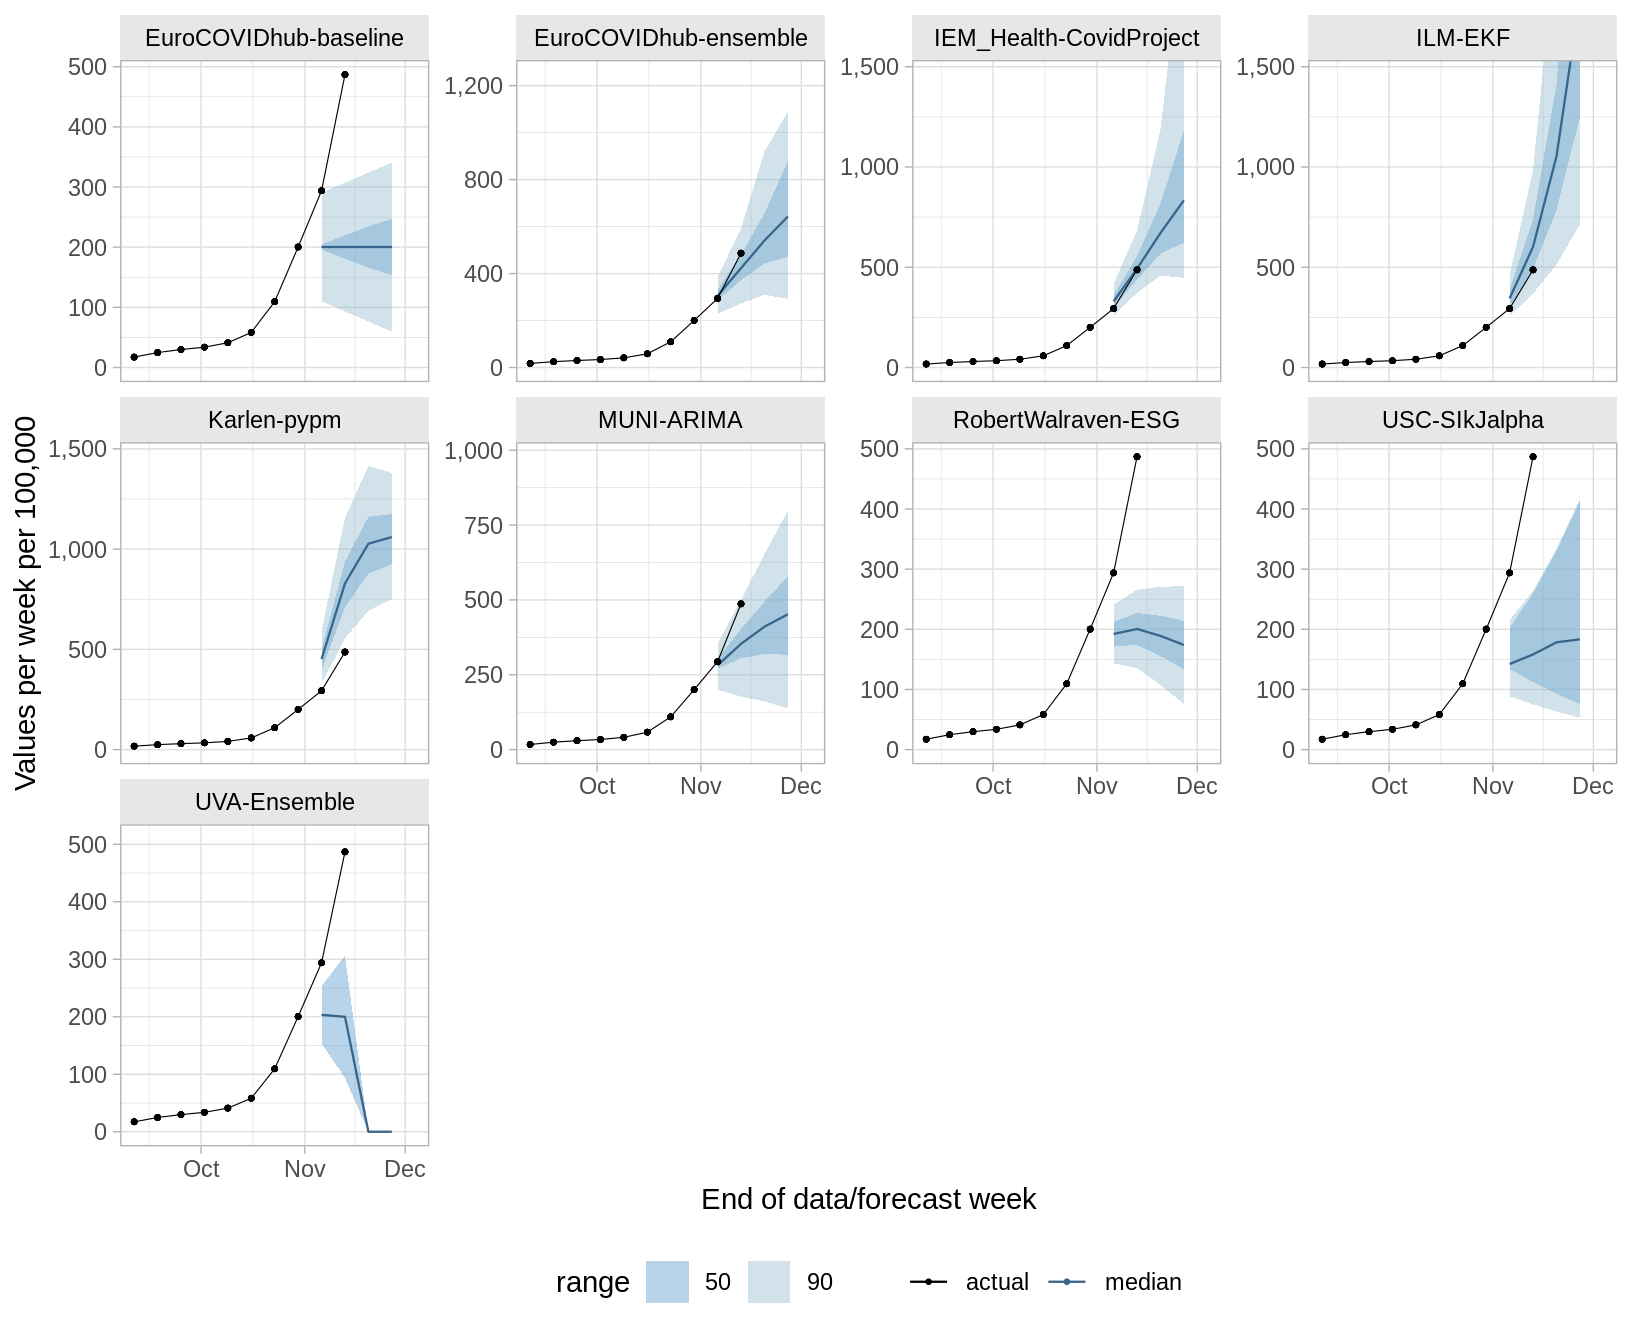 EuroCOVIDhub-baseline
EuroCOVIDhub-ensemble
IEM_Health-CovidProject
ILM-EKF
500
400
300
200
100
0
1,200
800
400
0
1,500
1,000
500
0
1,500
1,000
500
0
Values per week per 100,000
Karlen-pypm
MUNI-ARIMA
RobertWalraven-ESG
USC-SIkJalpha
1,500
1,000
500
0
1,000
750
500
250
0
Oct Nov Dec
500
400
300
200
100
0
Oct Nov Dec
500
400
300
200
100
0
Oct Nov Dec
UVA-Ensemble
500
400
300
200
100
0
Oct Nov Dec
End of data/forecast week
range 50 90 actual median